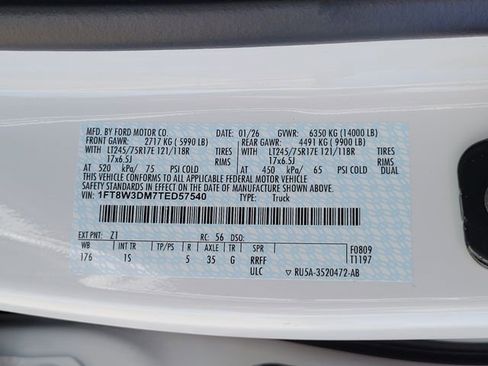 MFD. BY FORD MOTOR CO. 01/26 GVWR: 6350 KG (14000 LB)
FRONT GAWR: 2717 KG (5990 LB) REAR GAWR: 4491 KG (9900 LB)
WITH LT245/75R17E 121/118R TIRES WITH LT245/75R17E 121/118R TIRES
17x6.5J RIMS 17x6.5J RIMS
AT 520 kPa/ 75 PSI COLD AT 450 kPa/ 65 PSI COLD DUAL
THIS VEHICLE CONFORMS TO ALL APPLICABLE FEDERAL MOTOR VEHICLE SAFETY STANDARDS IN EFFECT ON THE DATE OF MANUFACTURE SHOWN ABOVE.
VIN: 1FT8W3DM7TED57540 TYPE: Truck
EXT PNT: Z1 RC: 56 DSO:
WB INT TR R AXLE TR SPR F0809
176 1S 5 35 G RRFF T1197
ULC RU5A-3520472-AB